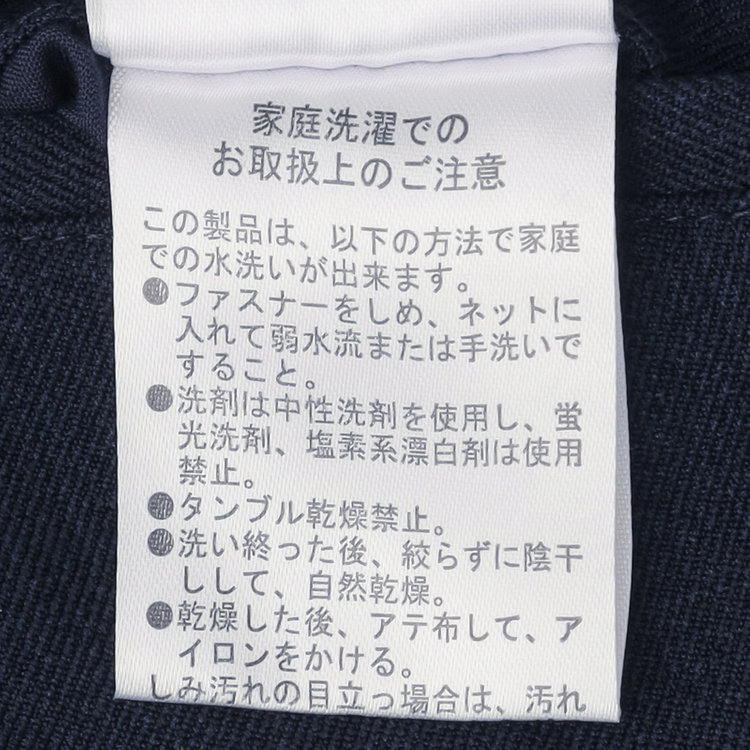 家庭洗濯での
お取扱上のご注意
この製品は、以下の方法で家庭
での水洗いが出来ます。
●ファスナーをしめ、ネットに
入れて弱水流または手洗いで
すること。
●洗剤は中性洗剤を使用し、蛍
光洗剤、塩素系漂白剤は使用
禁止。
●タンブル乾燥禁止。
●洗い終った後、絞らずに陰干
しして、自然乾燥。
●乾燥した後、アテ布して、ア
イロンをかける。
しみ汚れの目立つ場合は、汚れ